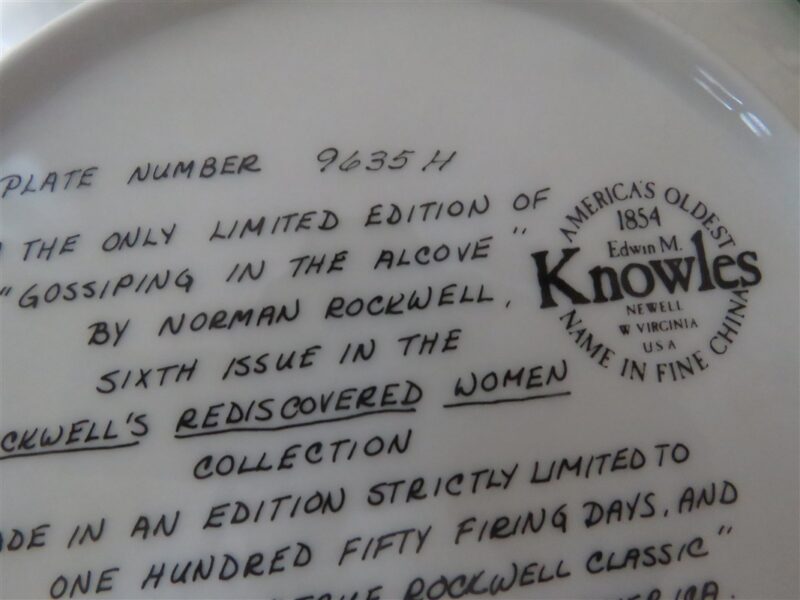 PLATE NUMBER 9635 H
THE ONLY LIMITED EDITION OF
"GOSSIPING IN THE ALCOVE"
BY NORMAN ROCKWELL,
SIXTH ISSUE IN THE
CKWELL'S REDISCOVERED WOMEN
COLLECTION
ADE IN AN EDITION STRICTLY LIMITED TO
ONE HUNDRED FIFTY FIRING DAYS, AND
ROCKWELL CLASSIC"
AMERICA'S OLDEST
1854
Edwin M.
Knowles
NEWELL
W VIRGINIA
USA
NAME IN FINE CHINA